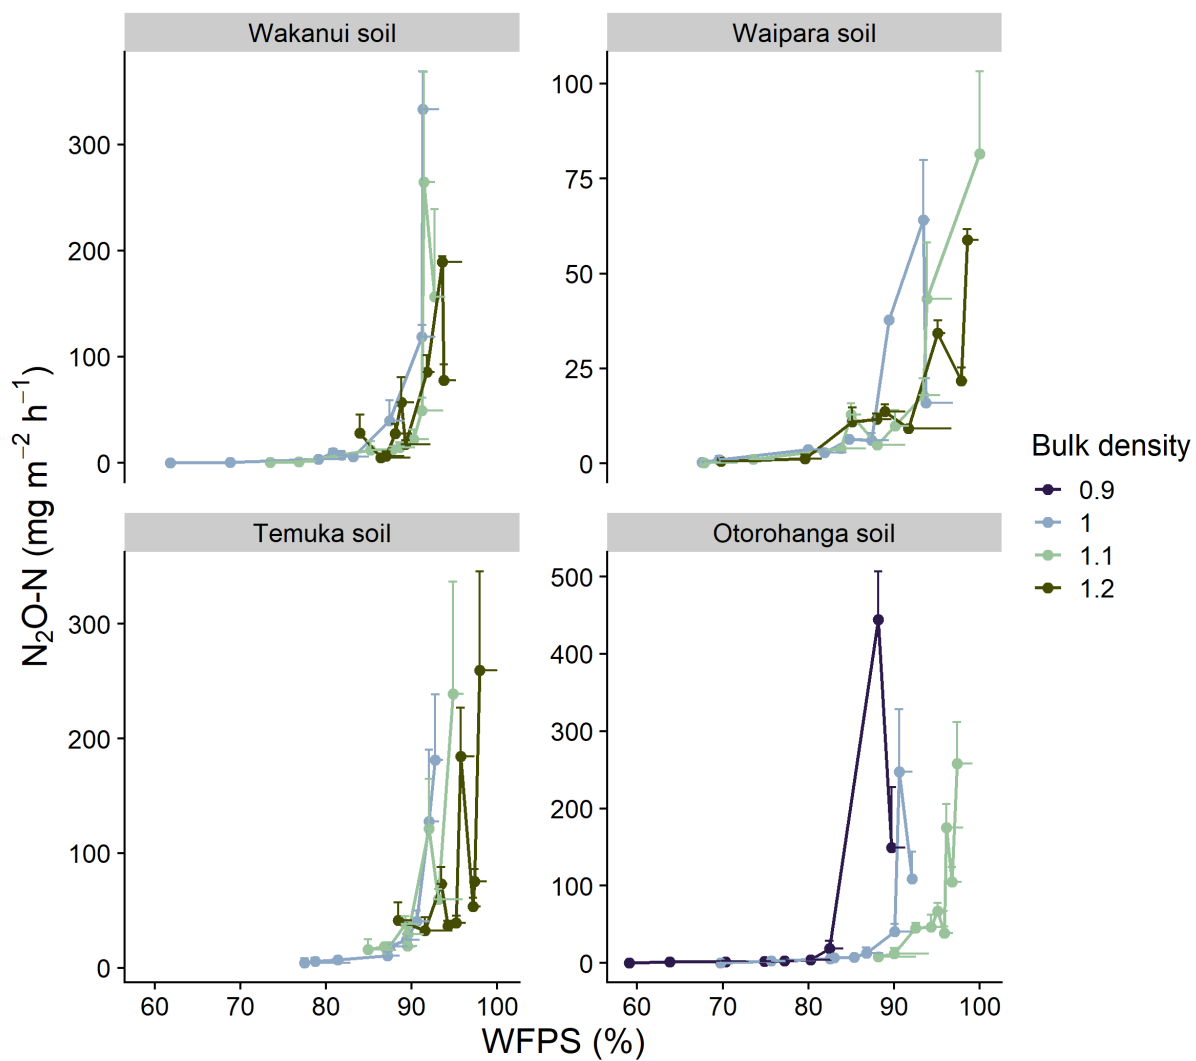 Wakanui soil
Waipara soil
300
200
100
0
100
75
50
25
0
Temuka soil
Otorohanga soil
300
200
100
0
500
400
300
200
100
0
60 70 80 90 100
60 70 80 90 100
WFPS (%)
N₂O-N (mg m⁻² h⁻¹)
Bulk density
0.9
1
1.1
1.2